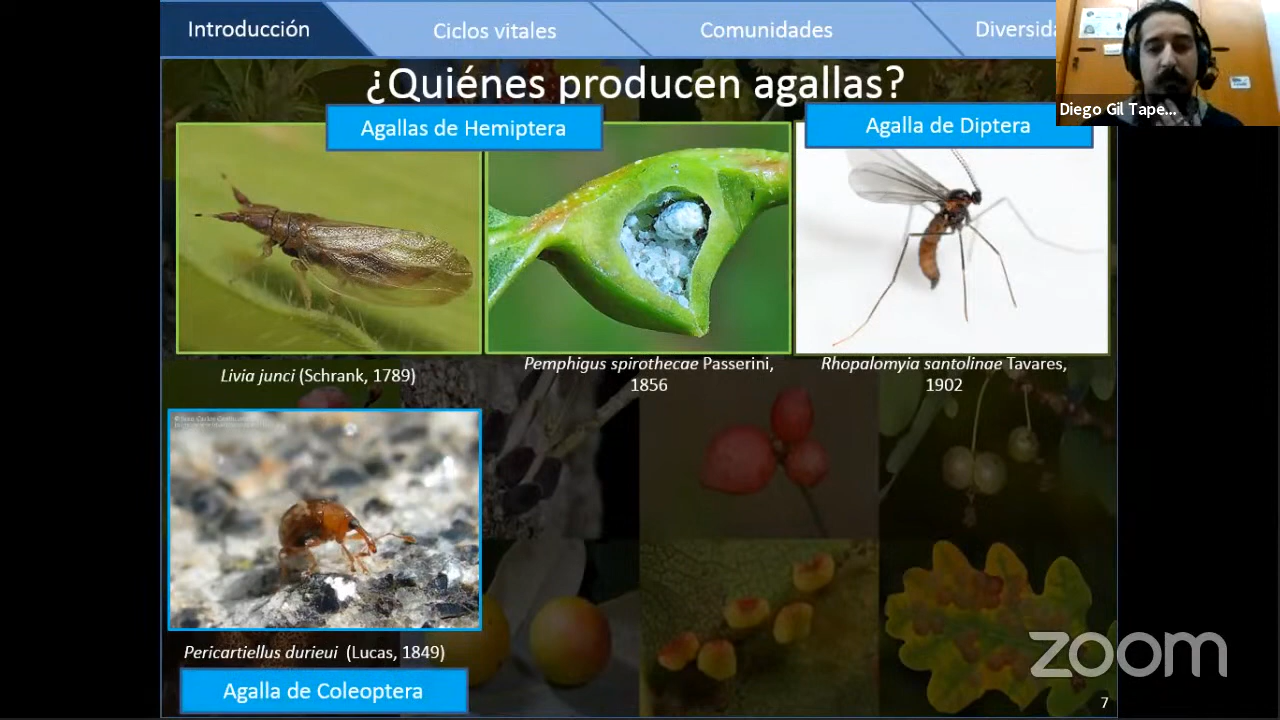 Introducción
Ciclos vitales
Comunidades
Diversida
¿Quiénes producen agallas?
Diego Gil Tape...
Agallas de Hemiptera
Agalla de Diptera
Livia junci (Schrank, 1789)
Pemphigus spirothecae Passerini,
1856
Rhopalomyia santolinae Tavares,
1902
Pericartiellus durieui (Lucas, 1849)
Agalla de Coleoptera
zoom
7